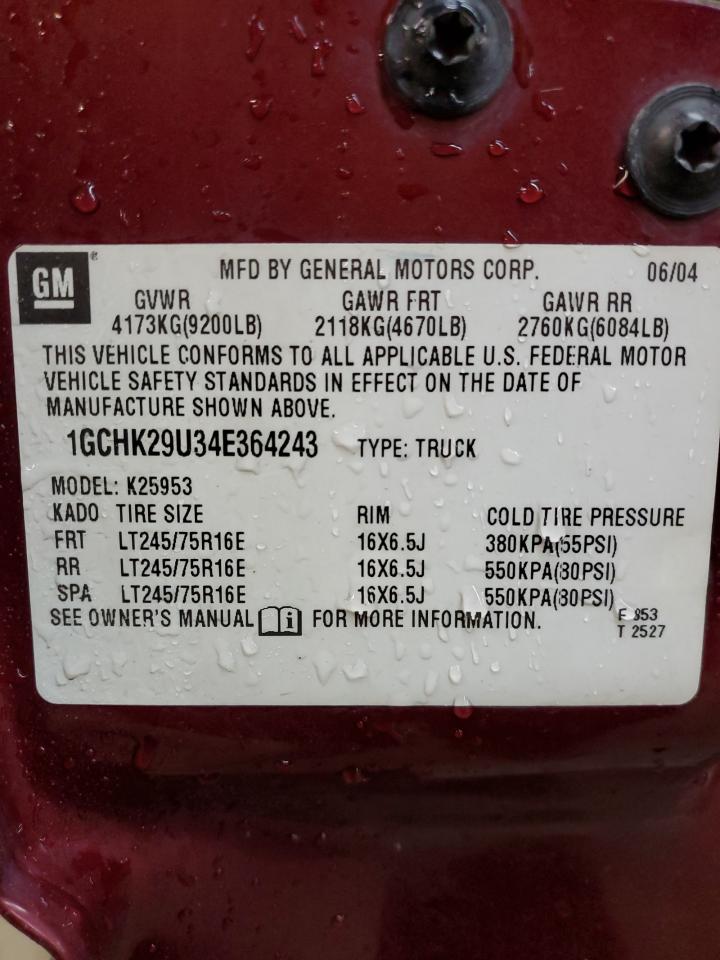 GM® MFD BY GENERAL MOTORS CORP. 06/04
GVWR GAWR FRT GAWR RR
4173KG(9200LB) 2118KG(4670LB) 2760KG(6084LB)
THIS VEHICLE CONFORMS TO ALL APPLICABLE U.S. FEDERAL MOTOR
VEHICLE SAFETY STANDARDS IN EFFECT ON THE DATE OF
MANUFACTURE SHOWN ABOVE.
1GCHK29U34E364243 TYPE: TRUCK
MODEL: K25953
KADO TIRE SIZE RIM COLD TIRE PRESSURE
FRT LT245/75R16E 16X6.5J 380KPA(55PSI)
RR LT245/75R16E 16X6.5J 550KPA(80PSI)
SPA LT245/75R16E 16X6.5J 550KPA(80PSI)
SEE OWNER'S MANUAL i FOR MORE INFORMATION.
T 2527